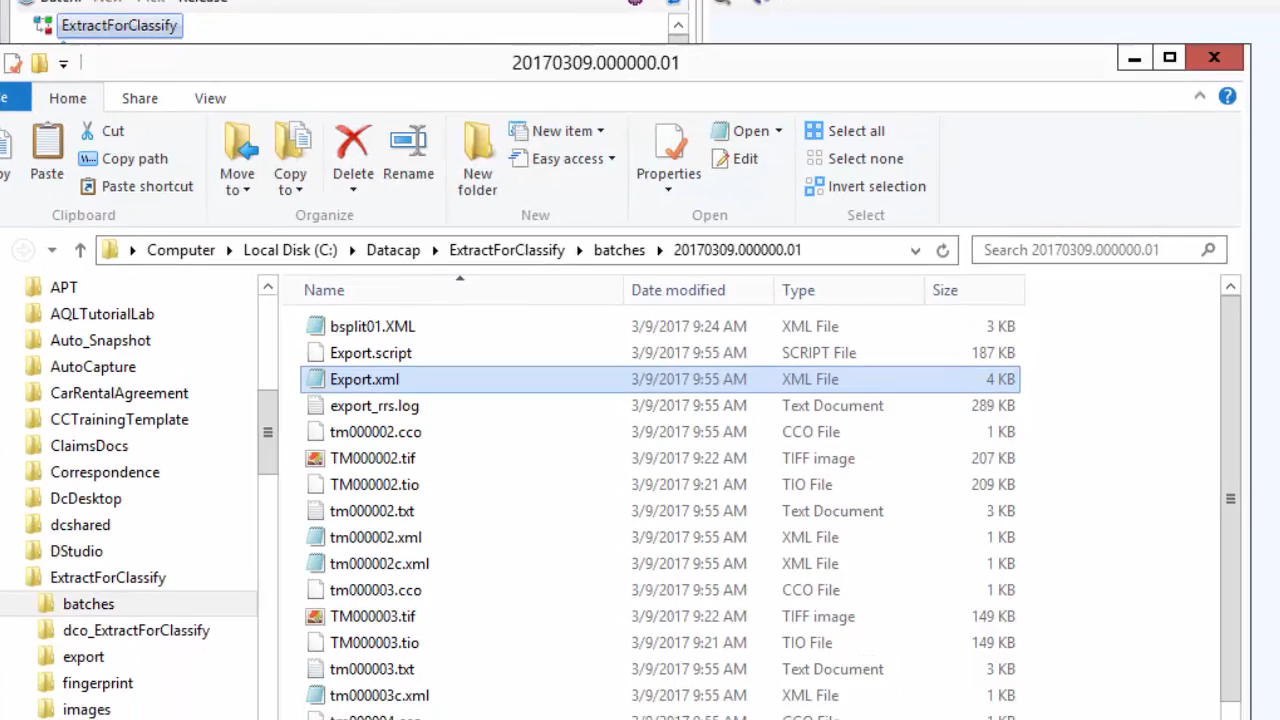 ExtractForClassify
20170309.000000.01
Home Share View
Cut
Copy path
Paste shortcut
Paste
Clipboard
Move to
Copy to
Delete
Rename
Organize
New folder
New item
Easy access
New
Properties
Open
Edit
Open
Select all
Select none
Invert selection
Select
Computer Local Disk (C:) Datacap ExtractForClassify batches 20170309.000000.01
Search 20170309.000000.01
APT
AQLTutorialLab
Auto_Snapshot
AutoCapture
CarRentalAgreement
CCTrainingTemplate
ClaimsDocs
Correspondence
DcDesktop
dcshared
DStudio
ExtractForClassify
batches
dco_ExtractForClassify
export
fingerprint
images
Name Date modified Type Size
bsplit01.XML 3/9/2017 9:24 AM XML File 3 KB
Export.script 3/9/2017 9:55 AM SCRIPT File 187 KB
Export.xml 3/9/2017 9:55 AM XML File 4 KB
export_rrs.log 3/9/2017 9:55 AM Text Document 289 KB
tm000002.cco 3/9/2017 9:55 AM CCO File 1 KB
TM000002.tif 3/9/2017 9:22 AM TIFF image 207 KB
TM000002.tio 3/9/2017 9:21 AM TIO File 209 KB
tm000002.txt 3/9/2017 9:55 AM Text Document 3 KB
tm000002.xml 3/9/2017 9:55 AM XML File 1 KB
tm000002c.xml 3/9/2017 9:55 AM XML File 1 KB
tm000003.cco 3/9/2017 9:55 AM CCO File 1 KB
TM000003.tif 3/9/2017 9:22 AM TIFF image 149 KB
TM000003.tio 3/9/2017 9:21 AM TIO File 149 KB
tm000003.txt 3/9/2017 9:55 AM Text Document 3 KB
tm000003c.xml 3/9/2017 9:55 AM XML File 1 KB